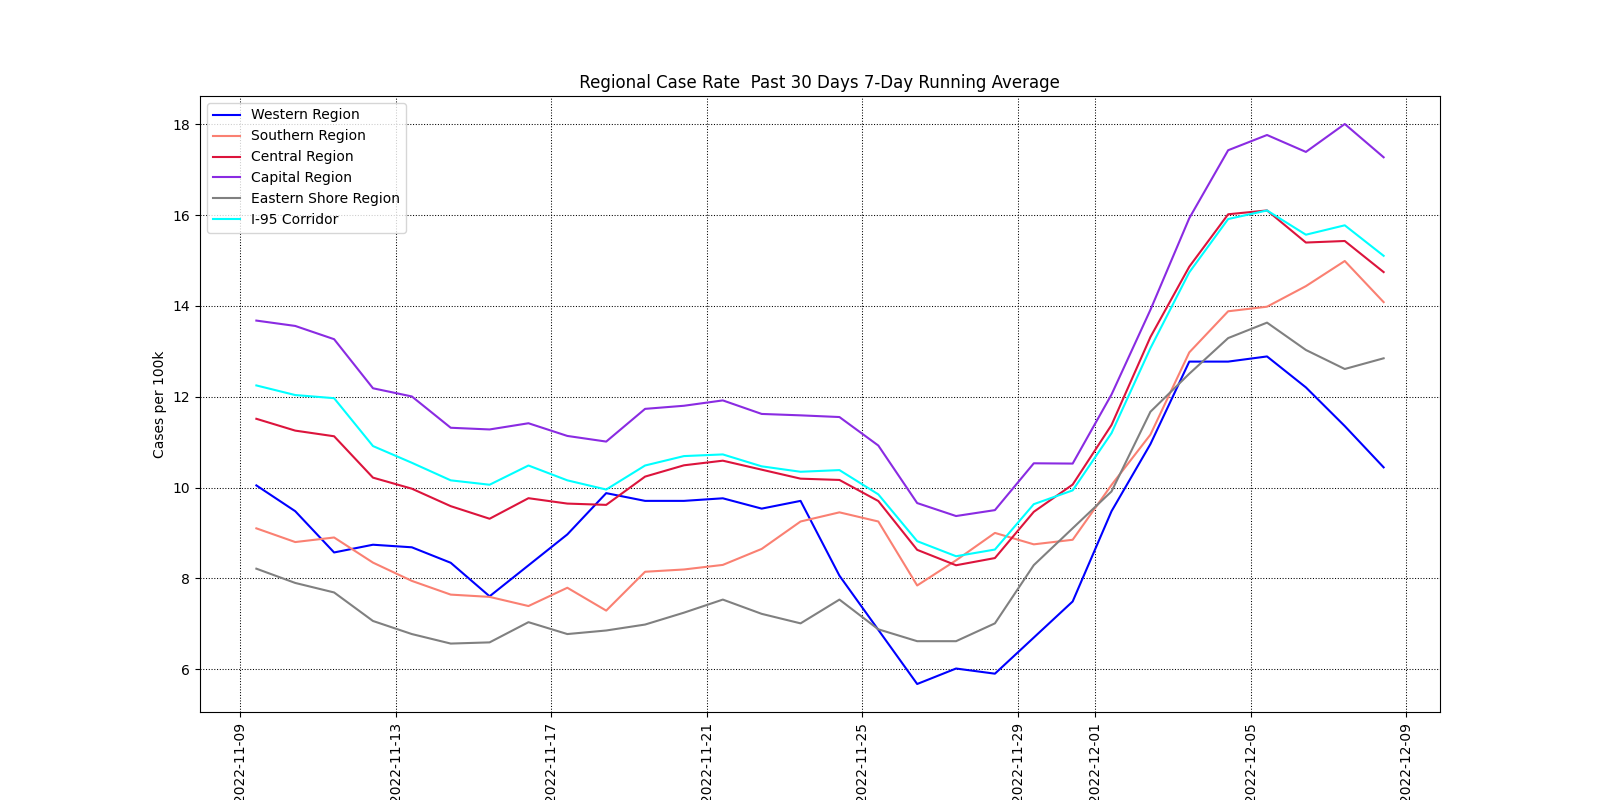 Regional Case Rate  Past 30 Days 7-Day Running Average
Western Region
Southern Region
Central Region
Capital Region
Eastern Shore Region
I-95 Corridor
Cases per 100k
18
16
14
12
10
8
6
2022-11-09
2022-11-13
2022-11-17
2022-11-21
2022-11-25
2022-11-29
2022-12-01
2022-12-05
2022-12-09